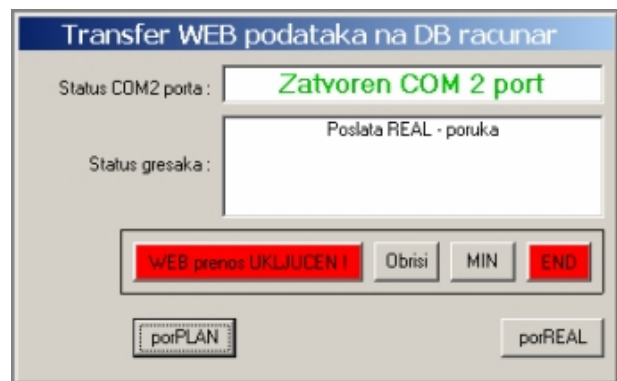 Transfer WEB podataka na DB racunar
Status COM2 porta : Zatvoren COM 2 port
Status gresaka : Poslata REAL - poruka
WEB prenos UKLJUCEN ! Obrisi MIN END
porPLAN porREAL